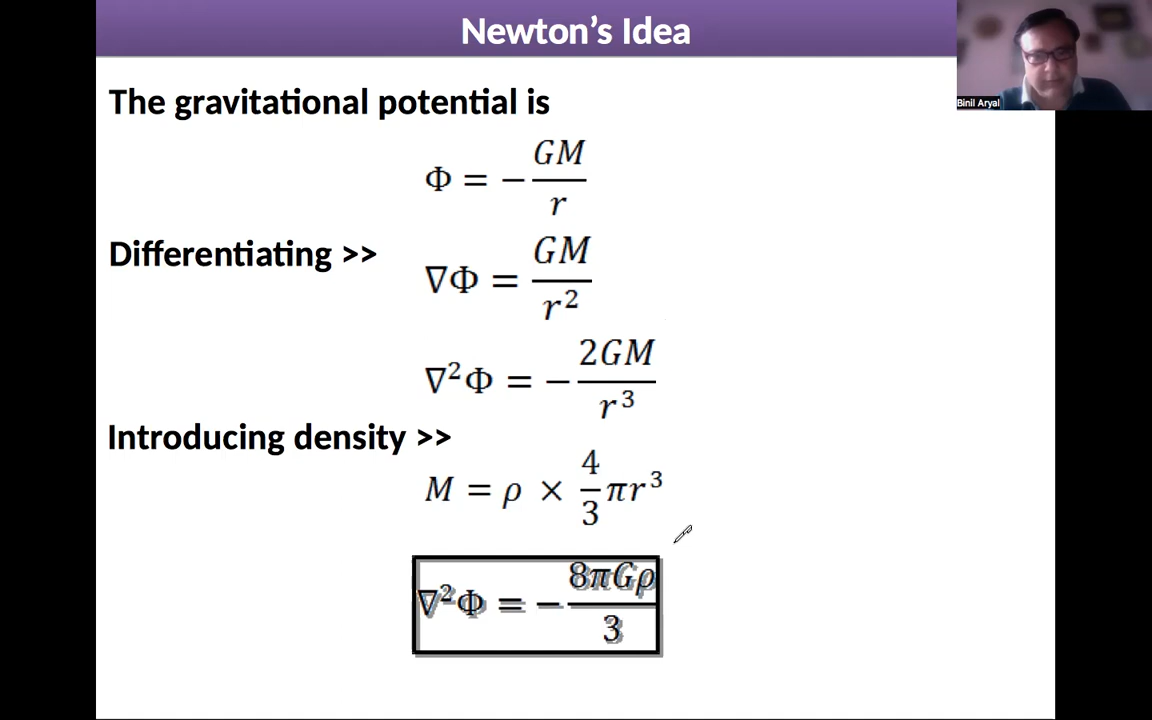 Newton's Idea
Binil Aryal
The gravitational potential is
Φ = − GM / r
Differentiating >>
∇Φ = GM / r²
∇²Φ = − 2GM / r³
Introducing density >>
M = ρ × 4/3 πr³
∇²Φ = − 8πGρ / 3